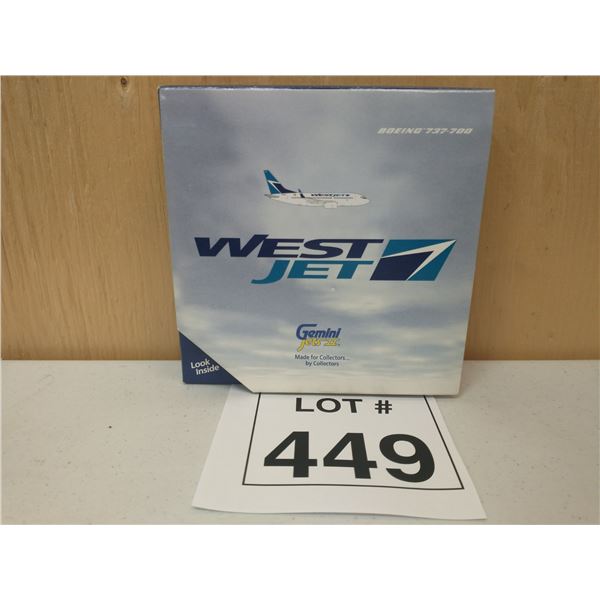 BOEING 737-700
WESTJET
WEST
JET
Gemini
Jets
Made for Collectors...
by Collectors
Look
Inside
LOT #
449